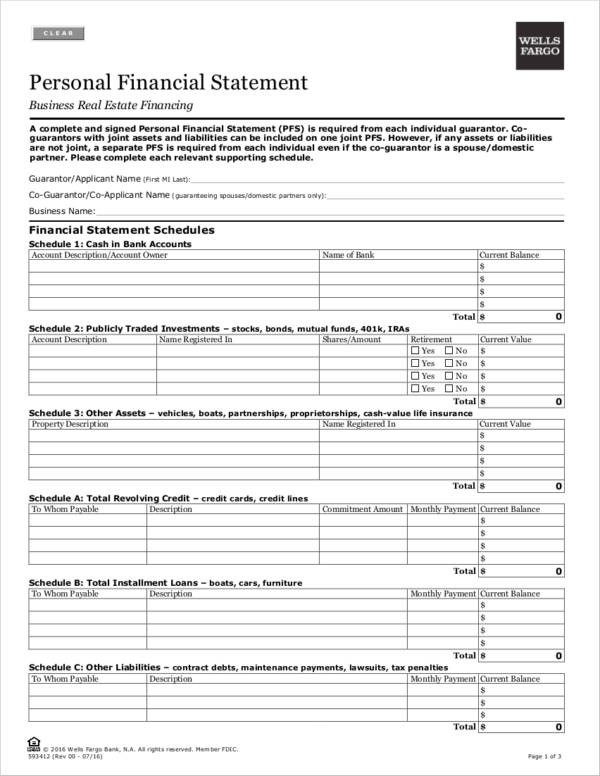 CLEAR
WELLS
FARGO
Personal Financial Statement
Business Real Estate Financing
A complete and signed Personal Financial Statement (PFS) is required from each individual guarantor. Co-
guarantors with joint assets and liabilities can be included on one joint PFS. However, if any assets or liabilities
are not joint, a separate PFS is required from each individual even if the co-guarantor is a spouse/domestic
partner. Please complete each relevant supporting schedule.
Guarantor/Applicant Name (First MI Last):
Co-Guarantor/Co-Applicant Name (guaranteeing spouses/domestic partners only):
Business Name:
Financial Statement Schedules
Schedule 1: Cash in Bank Accounts
Account Description/Account Owner Name of Bank Current Balance
$
$
$
$
Total $ 0
Schedule 2: Publicly Traded Investments – stocks, bonds, mutual funds, 401k, IRAs
Account Description Name Registered In Shares/Amount Retirement Current Value
Yes No $
Yes No $
Yes No $
Yes No $
Total $ 0
Schedule 3: Other Assets – vehicles, boats, partnerships, proprietorships, cash-value life insurance
Property Description Name Registered In Current Value
$
$
$
$
Total $ 0
Schedule A: Total Revolving Credit – credit cards, credit lines
To Whom Payable Description Commitment Amount Monthly Payment Current Balance
$
$
$
$
Total $ 0
Schedule B: Total Installment Loans – boats, cars, furniture
To Whom Payable Description Monthly Payment Current Balance
$
$
$
$
Total $ 0
Schedule C: Other Liabilities – contract debts, maintenance payments, lawsuits, tax penalties
To Whom Payable Description Monthly Payment Current Balance
$
$
$
Total $ 0
© 2016 Wells Fargo Bank, N.A. All rights reserved. Member FDIC.
593412 (Rev 00 - 07/16) Page 1 of 3